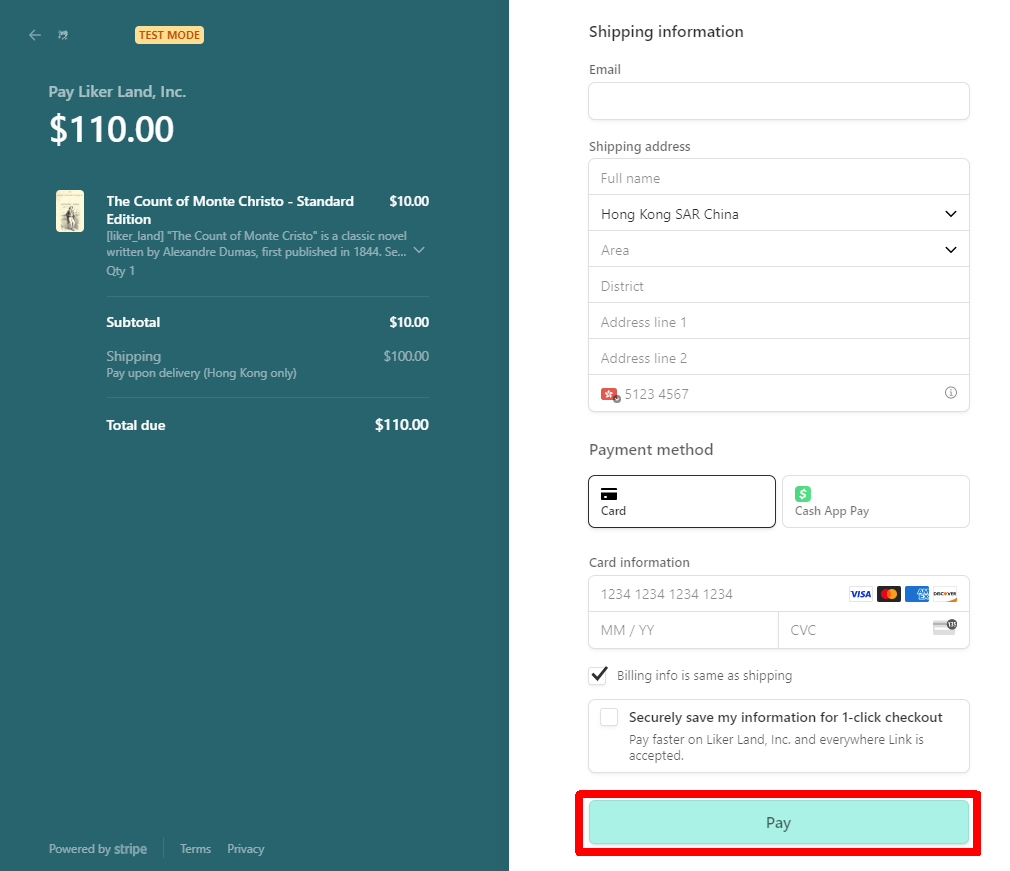 TEST MODE
Pay Liker Land, Inc.
$110.00
The Count of Monte Christo - Standard $10.00
Edition
[liker_land] "The Count of Monte Cristo" is a classic novel
written by Alexandre Dumas, first published in 1844. Se...
Qty 1
Subtotal $10.00
Shipping $100.00
Pay upon delivery (Hong Kong only)
Total due $110.00
Powered by stripe Terms Privacy
Shipping information
Email
Shipping address
Full name
Hong Kong SAR China
Area
District
Address line 1
Address line 2
5123 4567
Payment method
Card
Cash App Pay
Card information
1234 1234 1234 1234 VISA AMEX DISCOVER
MM / YY CVC 135
Billing info is same as shipping
Securely save my information for 1-click checkout
Pay faster on Liker Land, Inc. and everywhere Link is
accepted.
Pay